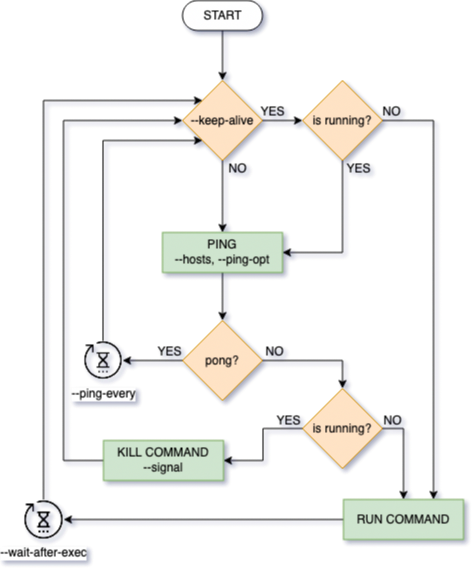 START
--keep-alive
YES
is running?
NO
NO
YES
PING
--hosts, --ping-opt
YES
pong?
NO
--ping-every
YES
is running?
NO
KILL COMMAND
--signal
RUN COMMAND
--wait-after-exec